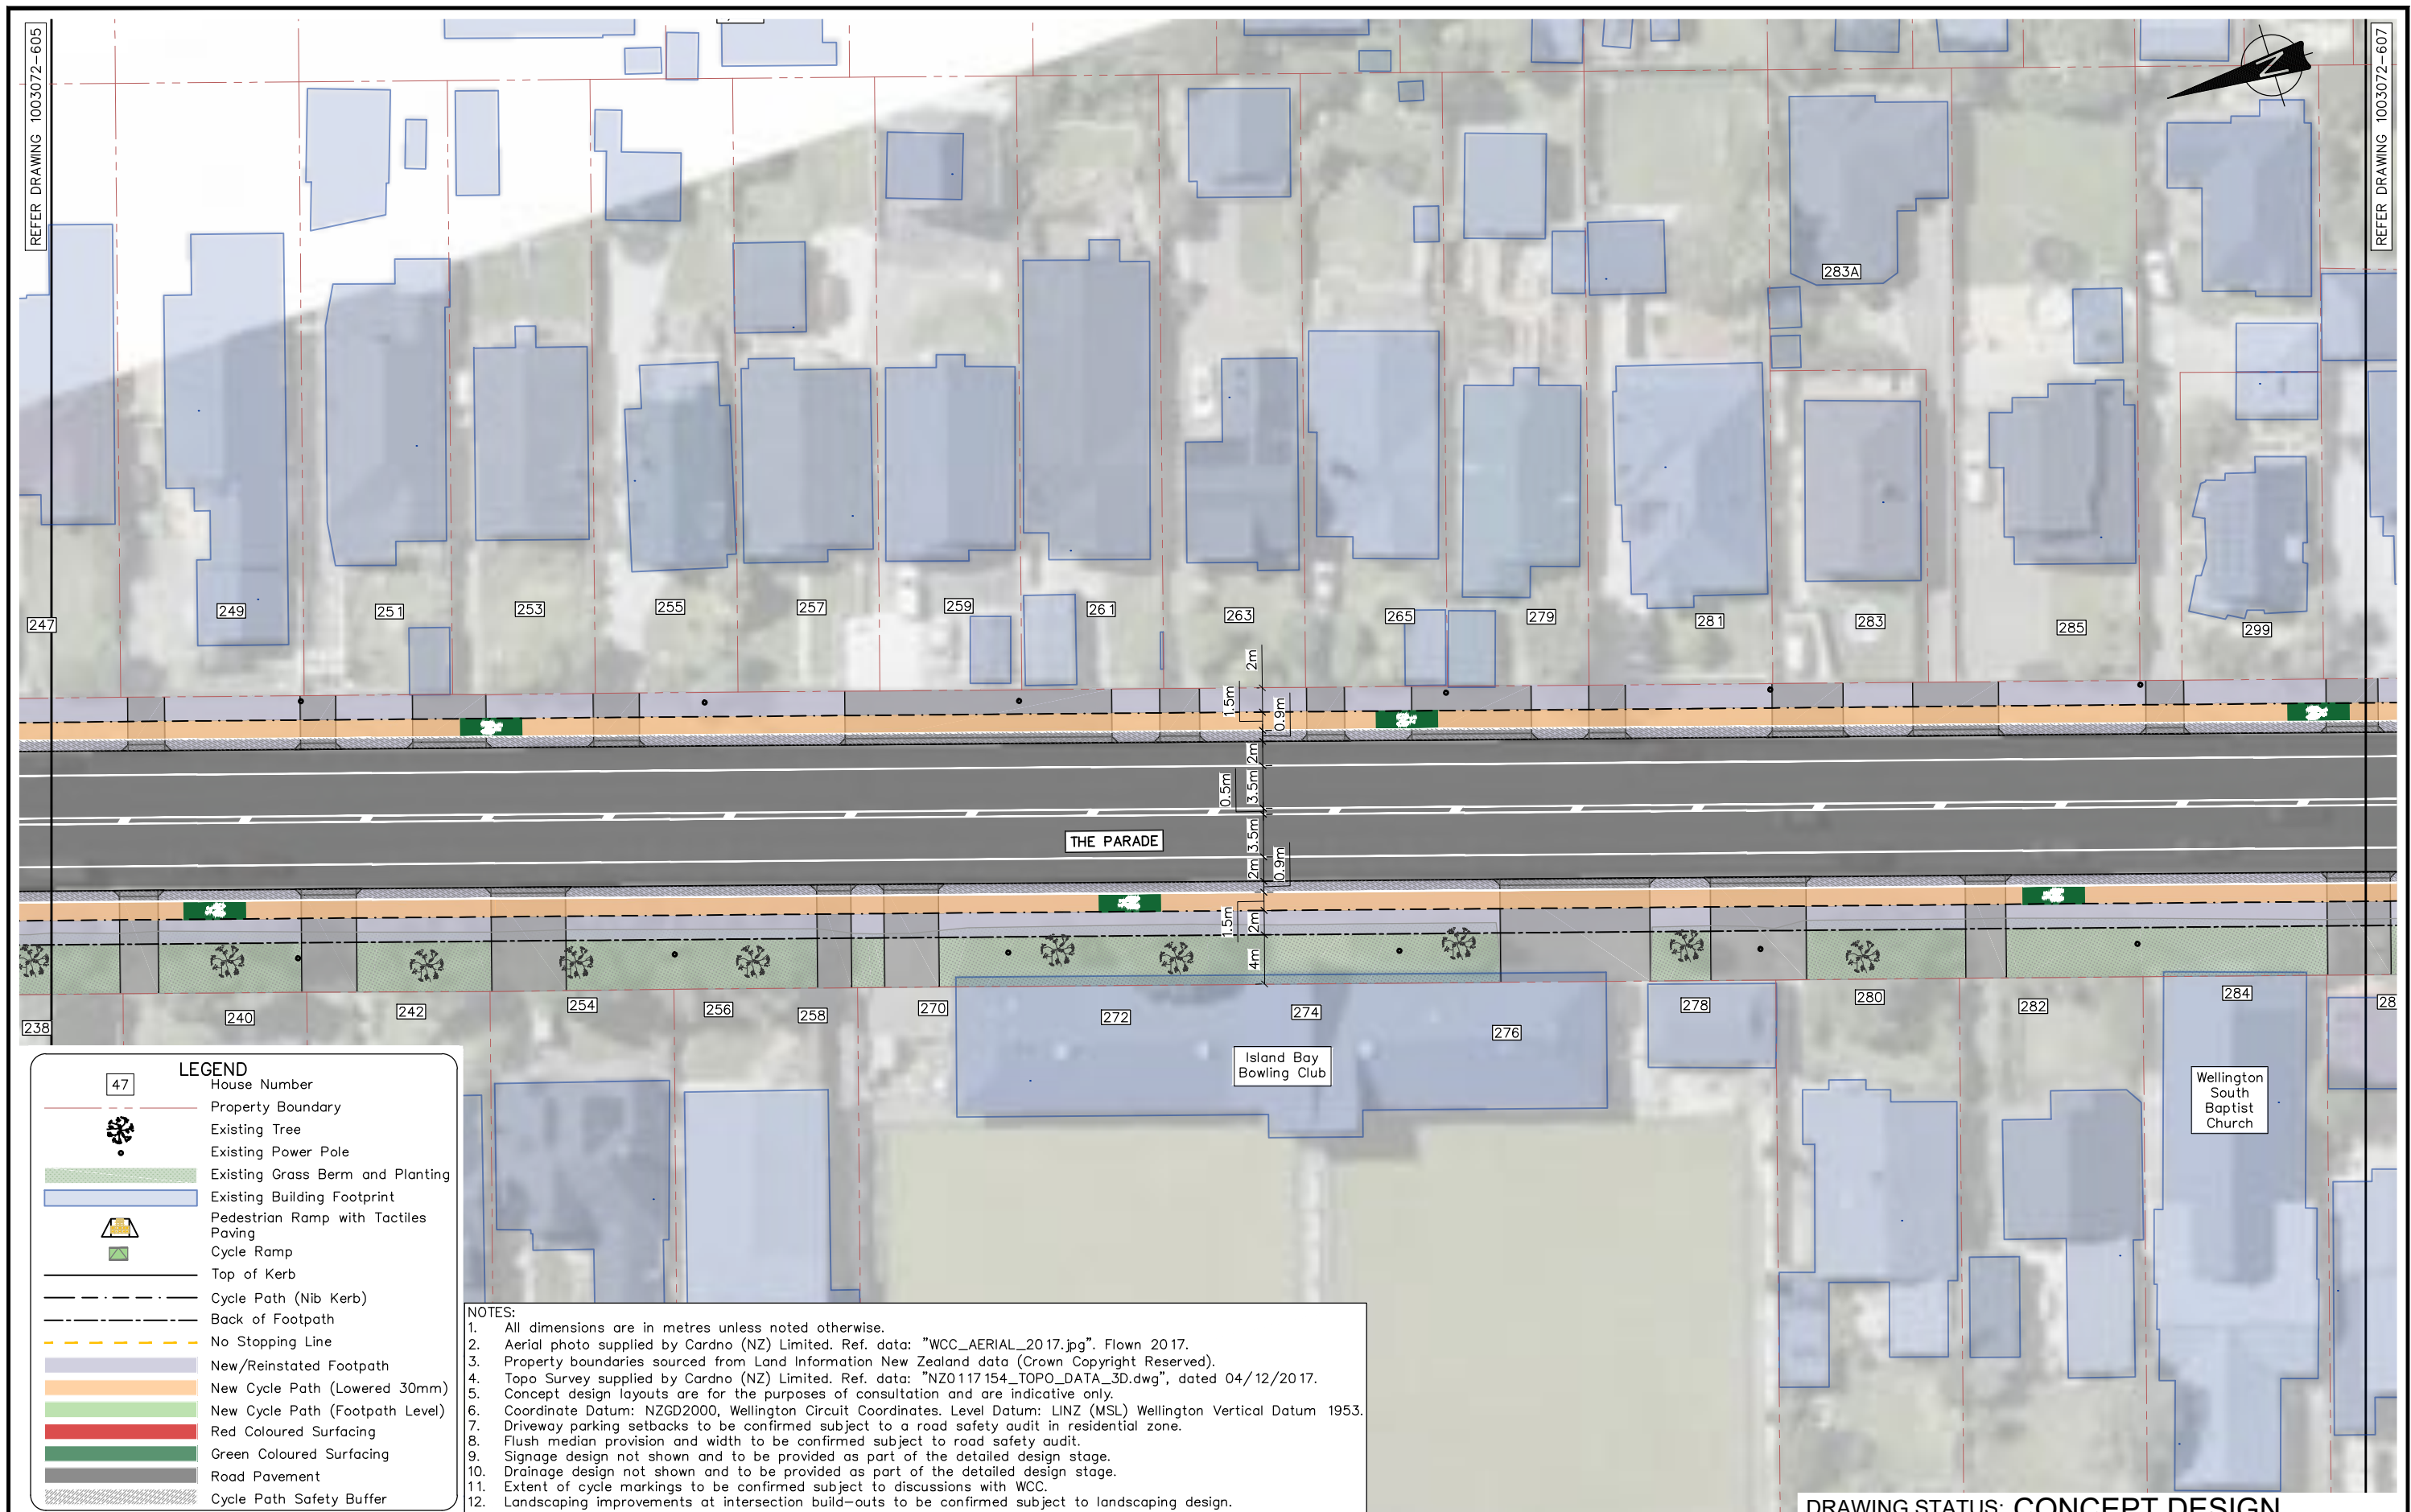 REFER DRAWING 1003072-605
REFER DRAWING 1003072-607
N
283A
247
249
251
253
255
257
259
261
263
265
279
281
283
285
299
2m
1.5m
0.9m
2m
0.5m
3.5m
THE PARADE
3.5m
2m
0.9m
1.5m
2m
4m
238
240
242
254
256
258
270
272
274
276
278
280
282
284
28
Island Bay
Bowling Club
Wellington
South
Baptist
Church
LEGEND
47 House Number
Property Boundary
Existing Tree
Existing Power Pole
Existing Grass Berm and Planting
Existing Building Footprint
Pedestrian Ramp with Tactiles
Paving
Cycle Ramp
Top of Kerb
Cycle Path (Nib Kerb)
Back of Footpath
No Stopping Line
New/Reinstated Footpath
New Cycle Path (Lowered 30mm)
New Cycle Path (Footpath Level)
Red Coloured Surfacing
Green Coloured Surfacing
Road Pavement
Cycle Path Safety Buffer
NOTES:
1. All dimensions are in metres unless noted otherwise.
2. Aerial photo supplied by Cardno (NZ) Limited. Ref. data: "WCC_AERIAL_2017.jpg". Flown 2017.
3. Property boundaries sourced from Land Information New Zealand data (Crown Copyright Reserved).
4. Topo Survey supplied by Cardno (NZ) Limited. Ref. data: "NZ0117154_TOPO_DATA_3D.dwg", dated 04/12/2017.
5. Concept design layouts are for the purposes of consultation and are indicative only.
6. Coordinate Datum: NZGD2000, Wellington Circuit Coordinates. Level Datum: LINZ (MSL) Wellington Vertical Datum 1953.
7. Driveway parking setbacks to be confirmed subject to a road safety audit in residential zone.
8. Flush median provision and width to be confirmed subject to road safety audit.
9. Signage design not shown and to be provided as part of the detailed design stage.
10. Drainage design not shown and to be provided as part of the detailed design stage.
11. Extent of cycle markings to be confirmed subject to discussions with WCC.
12. Landscaping improvements at intersection build-outs to be confirmed subject to landscaping design.
DRAWING STATUS: CONCEPT DESIGN